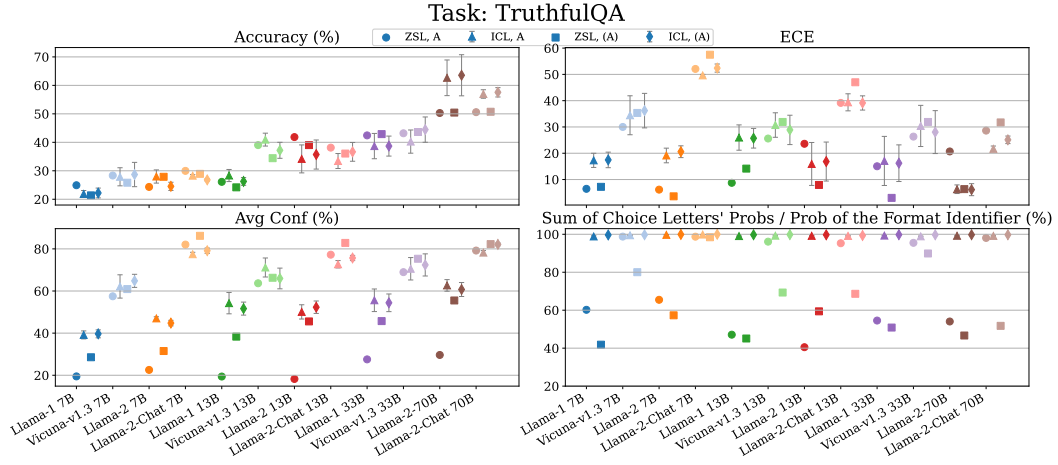 Task: TruthfulQA
ZSL, A
ICL, A
ZSL, (A)
ICL, (A)
Accuracy (%)
70
60
50
40
30
20
ECE
60
50
40
30
20
10
Avg Conf (%)
80
60
40
20
Sum of Choice Letters' Probs / Prob of the Format Identifier (%)
100
80
60
40
20
Llama-1 7B
Vicuna-v1.3 7B
Llama-2 7B
Llama-2-Chat 7B
Llama-1 13B
Vicuna-v1.3 13B
Llama-2 13B
Llama-2-Chat 13B
Llama-1 33B
Vicuna-v1.3 33B
Llama-2-70B
Llama-2-Chat 70B
Llama-1 7B
Vicuna-v1.3 7B
Llama-2 7B
Llama-2-Chat 7B
Llama-1 13B
Vicuna-v1.3 13B
Llama-2 13B
Llama-2-Chat 13B
Llama-1 33B
Vicuna-v1.3 33B
Llama-2-70B
Llama-2-Chat 70B